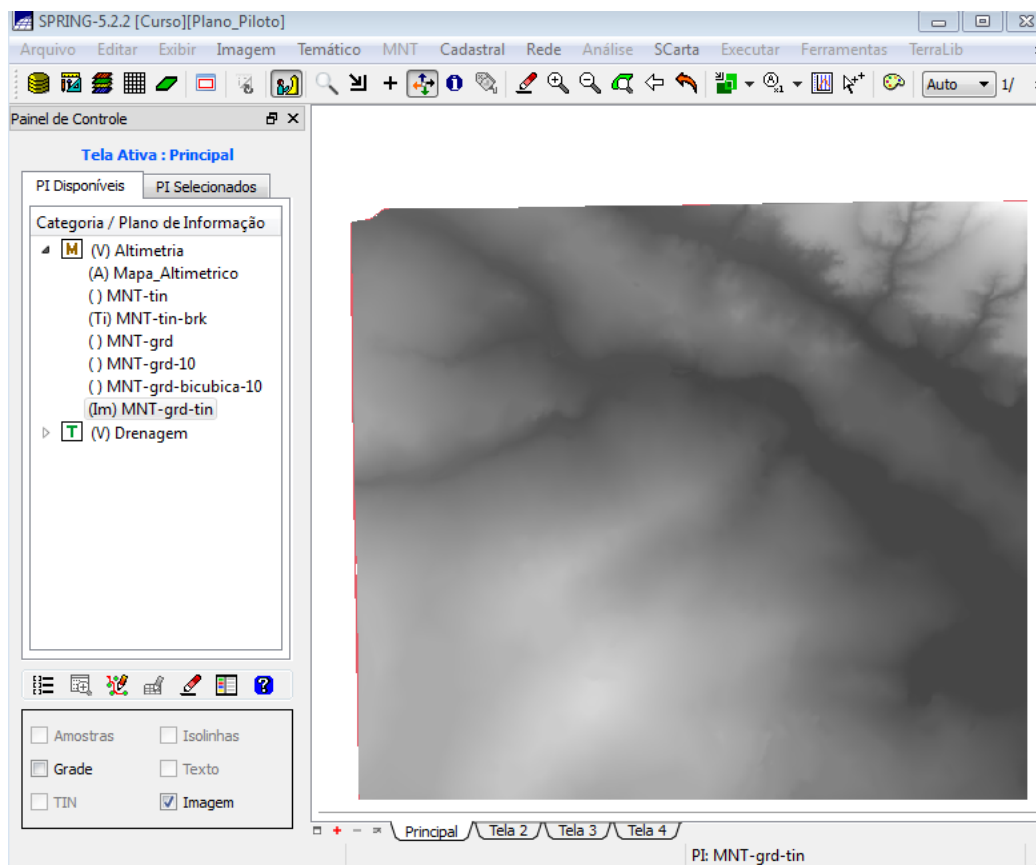 SPRING-5.2.2 [Curso][Plano_Piloto]
Arquivo Editar Exibir Imagem Temático MNT Cadastral Rede Análise SCarta Executar Ferramentas TerraLib
Auto 1/
Painel de Controle
Tela Ativa : Principal
PI Disponíveis PI Selecionados
Categoria / Plano de Informação
M (V) Altimetria
(A) Mapa_Altimetrico
( ) MNT-tin
(Ti) MNT-tin-brk
( ) MNT-grd
( ) MNT-grd-10
( ) MNT-grd-bicubica-10
(Im) MNT-grd-tin
T (V) Drenagem
Amostras Isolinhas
Grade Texto
TIN Imagem
Principal Tela 2 Tela 3 Tela 4
PI: MNT-grd-tin